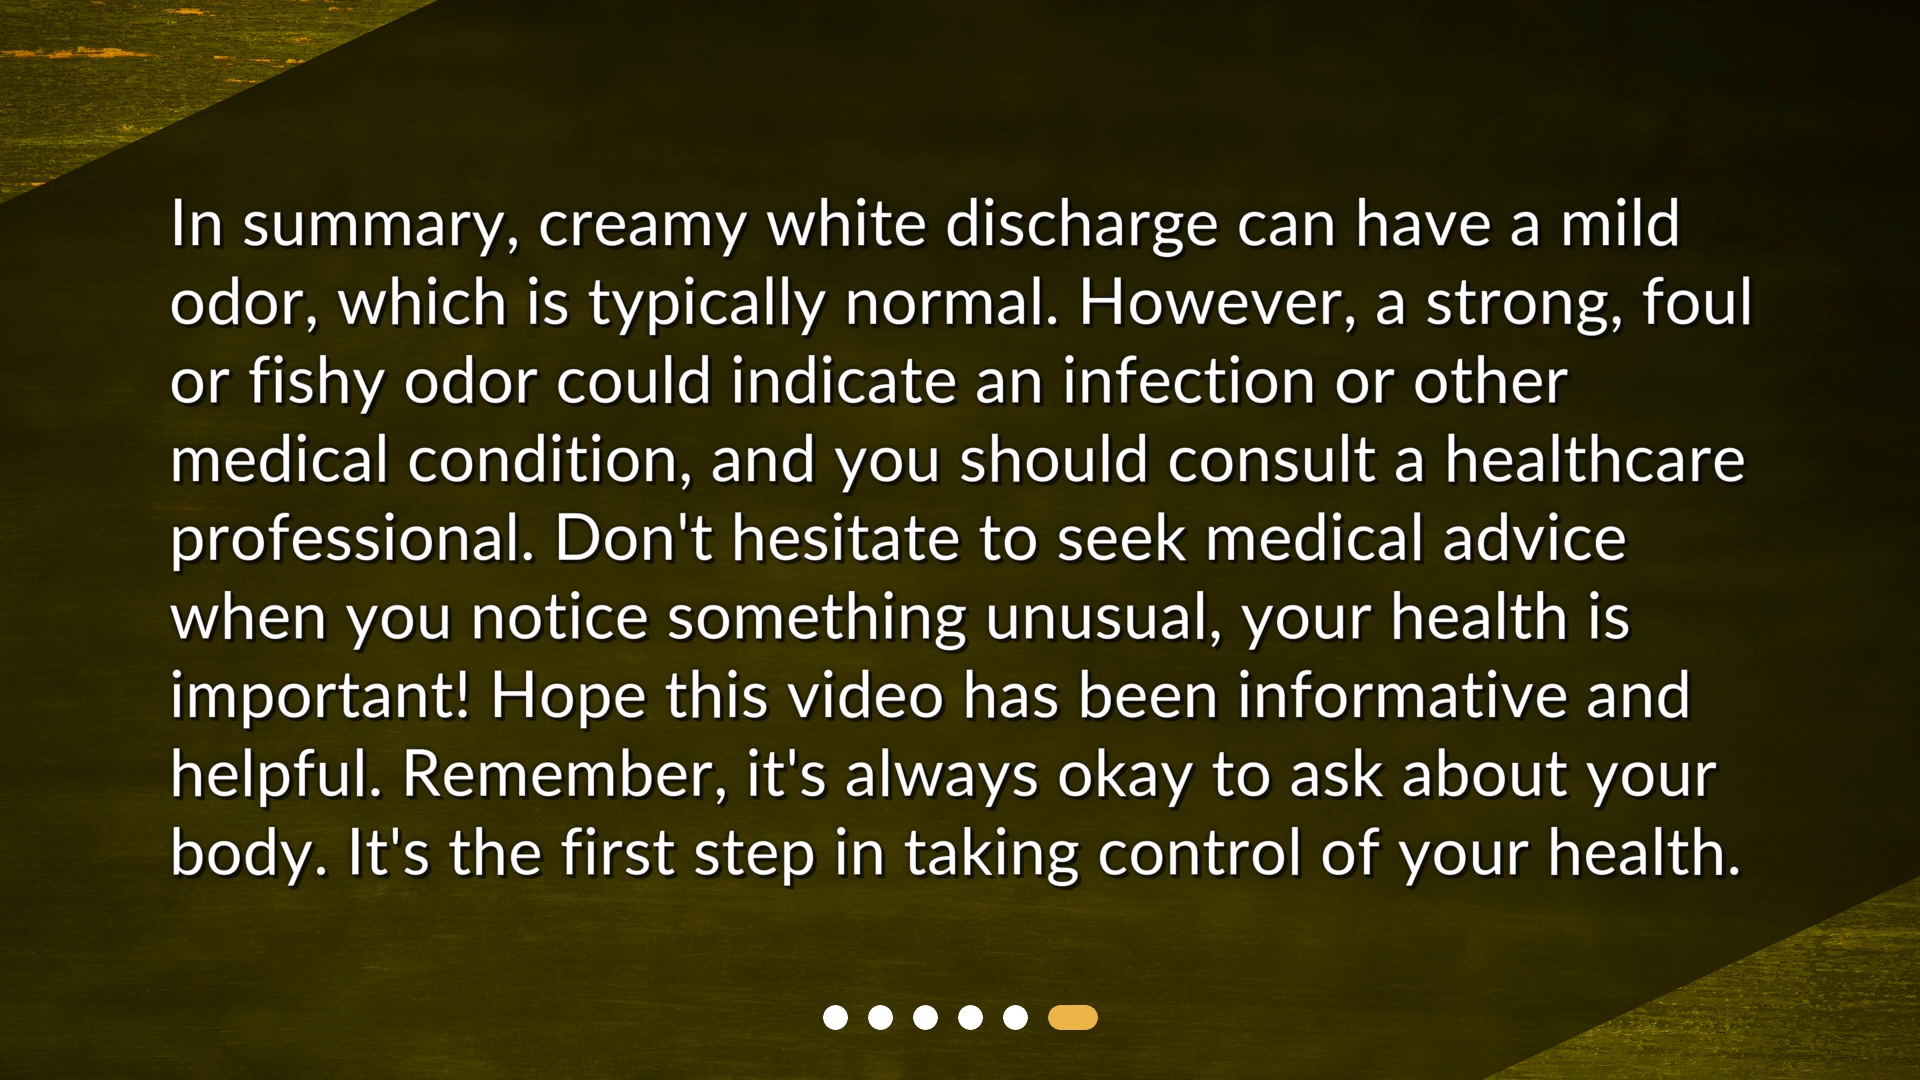 In summary, creamy white discharge can have a mild
odor, which is typically normal. However, a strong, foul
or fishy odor could indicate an infection or other
medical condition, and you should consult a healthcare
professional. Don't hesitate to seek medical advice
when you notice something unusual, your health is
important! Hope this video has been informative and
helpful. Remember, it's always okay to ask about your
body. It's the first step in taking control of your health.